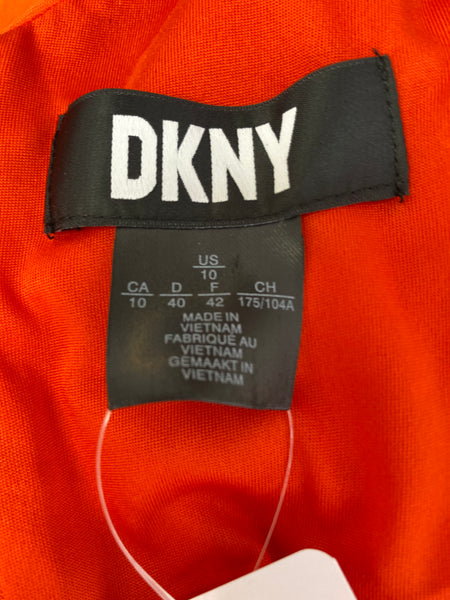 DKNY
US
10
CA D F CH
10 40 42 175/104A
MADE IN
VIETNAM
FABRIQUÉ AU
VIETNAM
GEMAAKT IN
VIETNAM